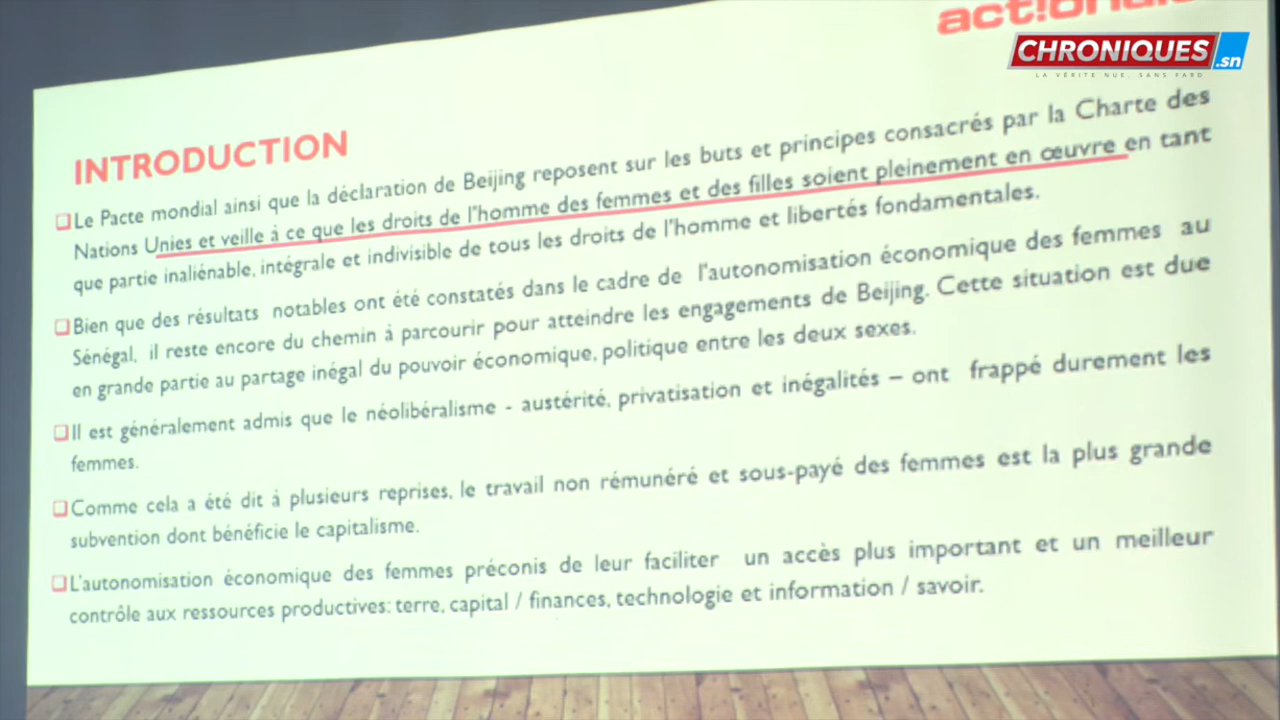 CHRONIQUES.sn
LA VÉRITÉ NUE, SANS FARD
INTRODUCTION
❑Le Pacte mondial ainsi que la déclaration de Beijing reposent sur les buts et principes consacrés par la Charte des
Nations Unies et veille à ce que les droits de l'homme des femmes et des filles soient pleinement en œuvre en tant
que partie inaliénable, intégrale et indivisible de tous les droits de l'homme et libertés fondamentales.
❑Bien que des résultats notables ont été constatés dans le cadre de l'autonomisation économique des femmes au
Sénégal, il reste encore du chemin à parcourir pour atteindre les engagements de Beijing. Cette situation est due
en grande partie au partage inégal du pouvoir économique, politique entre les deux sexes.
❑Il est généralement admis que le néolibéralisme - austérité, privatisation et inégalités – ont frappé durement les
femmes.
❑Comme cela a été dit à plusieurs reprises, le travail non rémunéré et sous-payé des femmes est la plus grande
subvention dont bénéficie le capitalisme.
❑L'autonomisation économique des femmes préconis de leur faciliter un accès plus important et un meilleur
contrôle aux ressources productives: terre, capital / finances, technologie et information / savoir.